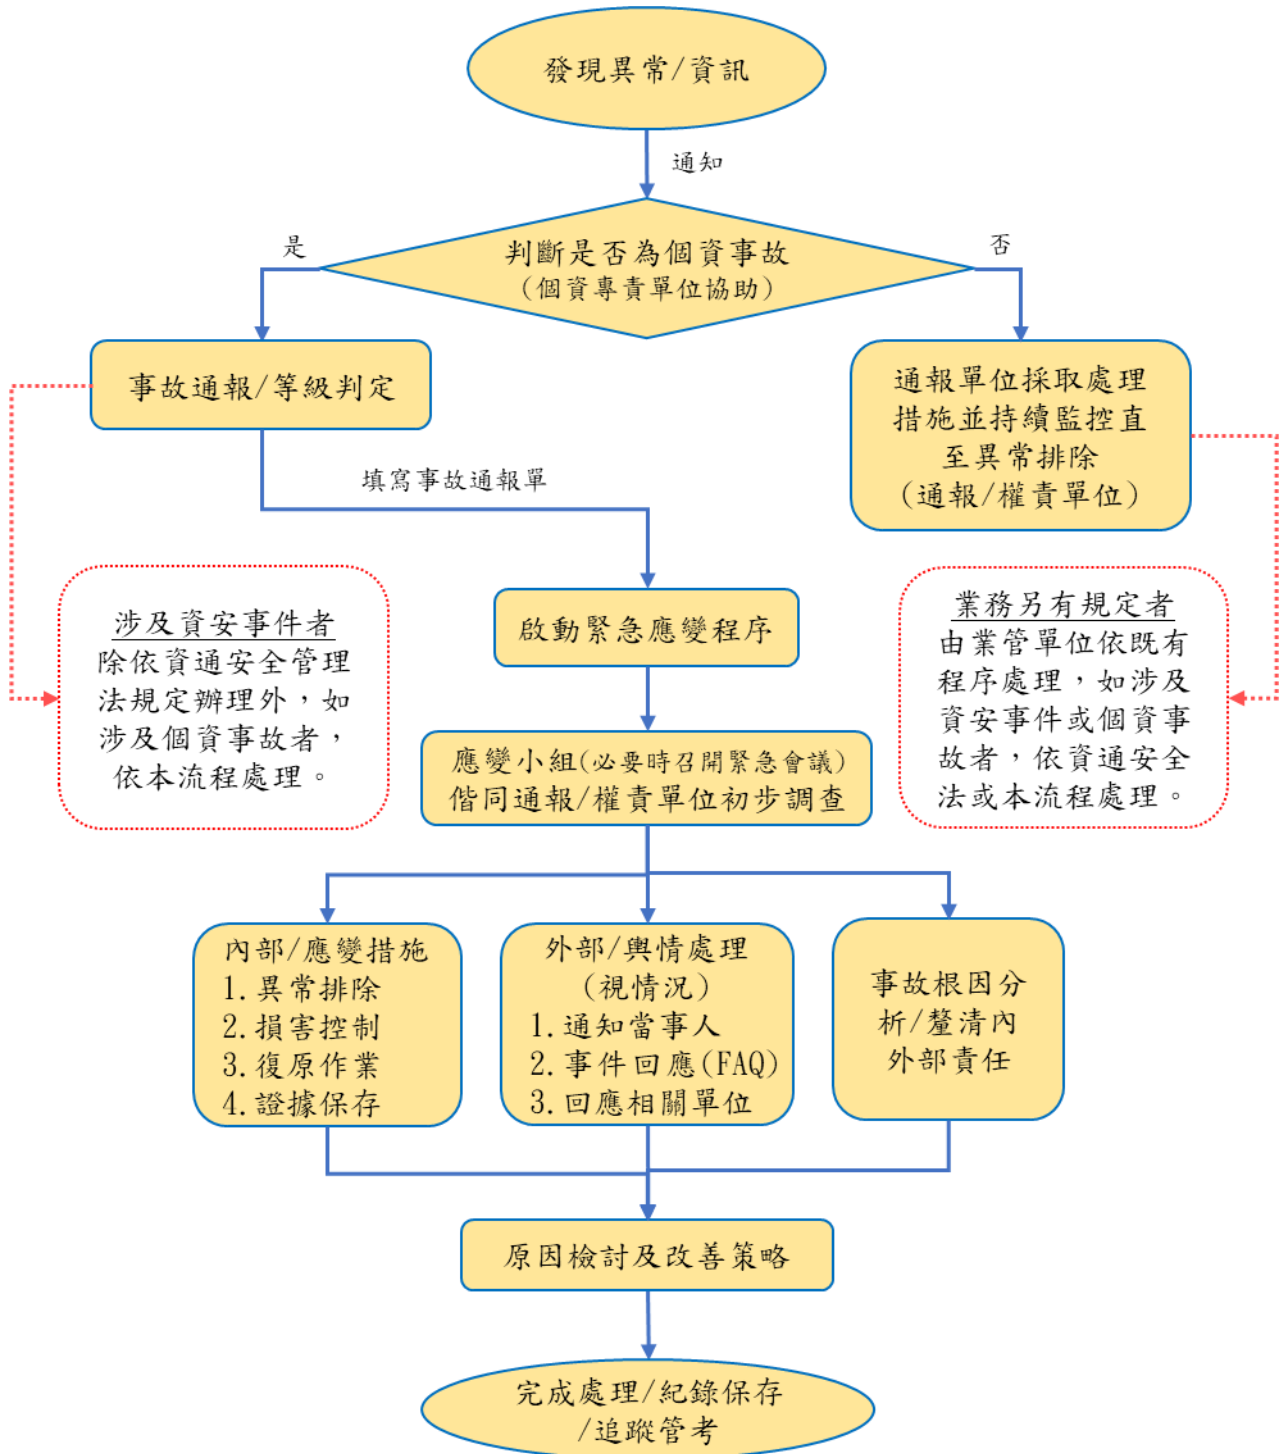 發現異常/資訊
通知
判斷是否為個資事故
(個資專責單位協助)
是
否
事故通報/等級判定
通報單位採取處理
措施並持續監控直
至異常排除
(通報/權責單位)
填寫事故通報單
涉及資安事件者
除依資通安全管理
法規定辦理外，如
涉及個資事故者，
依本流程處理。
啟動緊急應變程序
業務另有規定者
由業管單位依既有
程序處理，如涉及
資安事件或個資事
故者，依資通安全
法或本流程處理。
應變小組(必要時召開緊急會議)
偕同通報/權責單位初步調查
內部/應變措施
1.異常排除
2.損害控制
3.復原作業
4.證據保存
外部/輿情處理
(視情況)
1.通知當事人
2.事件回應(FAQ)
3.回應相關單位
事故根因分
析/釐清內
外部責任
原因檢討及改善策略
完成處理/紀錄保存
/追蹤管考